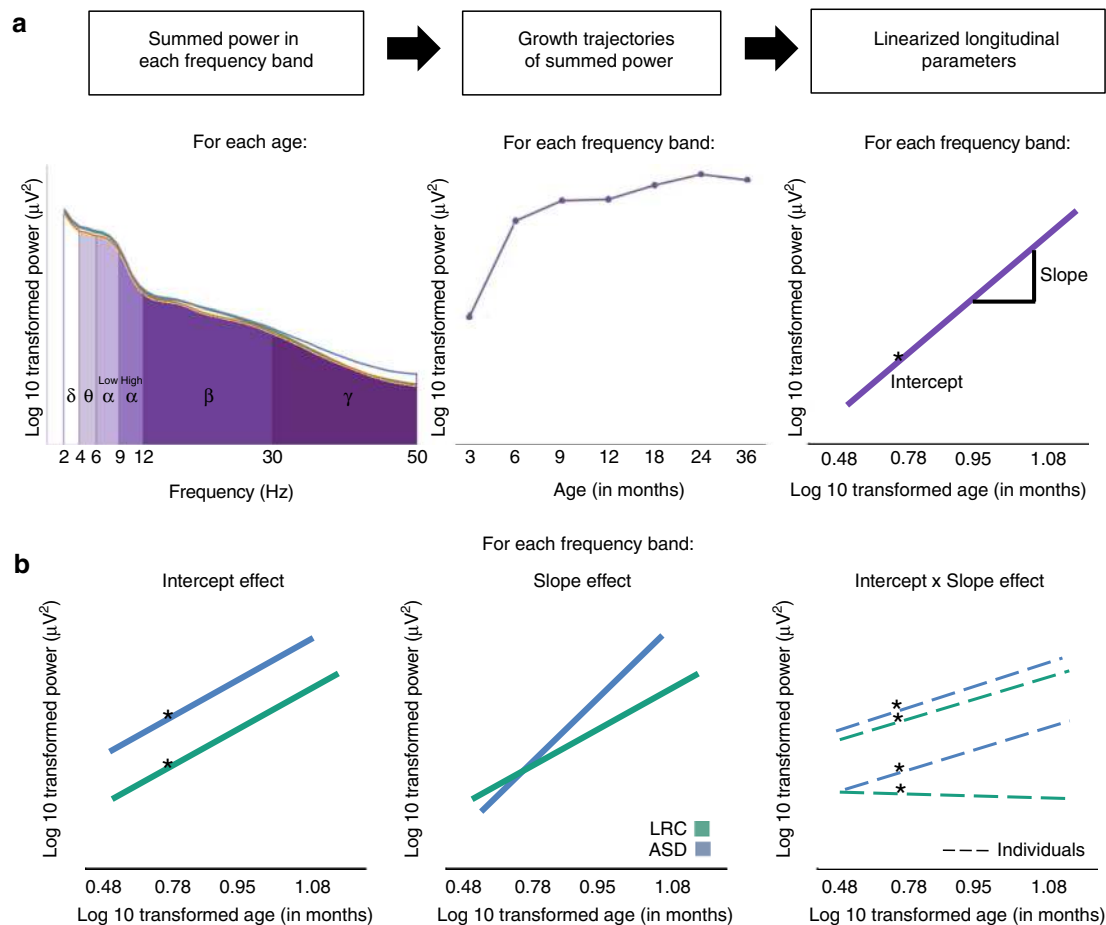 a
Summed power in
each frequency band
Growth trajectories
of summed power
Linearized longitudinal
parameters
For each age:
For each frequency band:
For each frequency band:
Log 10 transformed power (μV²)
δ θ Low α High α β γ
2 4 6 9 12 30 50
Frequency (Hz)
Log 10 transformed power (μV²)
3 6 9 12 18 24 36
Age (in months)
Log 10 transformed power (μV²)
Slope
*
Intercept
0.48 0.78 0.95 1.08
Log 10 transformed age (in months)
For each frequency band:
b
Intercept effect
Slope effect
Intercept x Slope effect
Log 10 transformed power (μV²)
*
*
0.48 0.78 0.95 1.08
Log 10 transformed age (in months)
Log 10 transformed power (μV²)
LRC
ASD
0.48 0.78 0.95 1.08
Log 10 transformed age (in months)
Log 10 transformed power (μV²)
*
*
*
*
Individuals
0.48 0.78 0.95 1.08
Log 10 transformed age (in months)